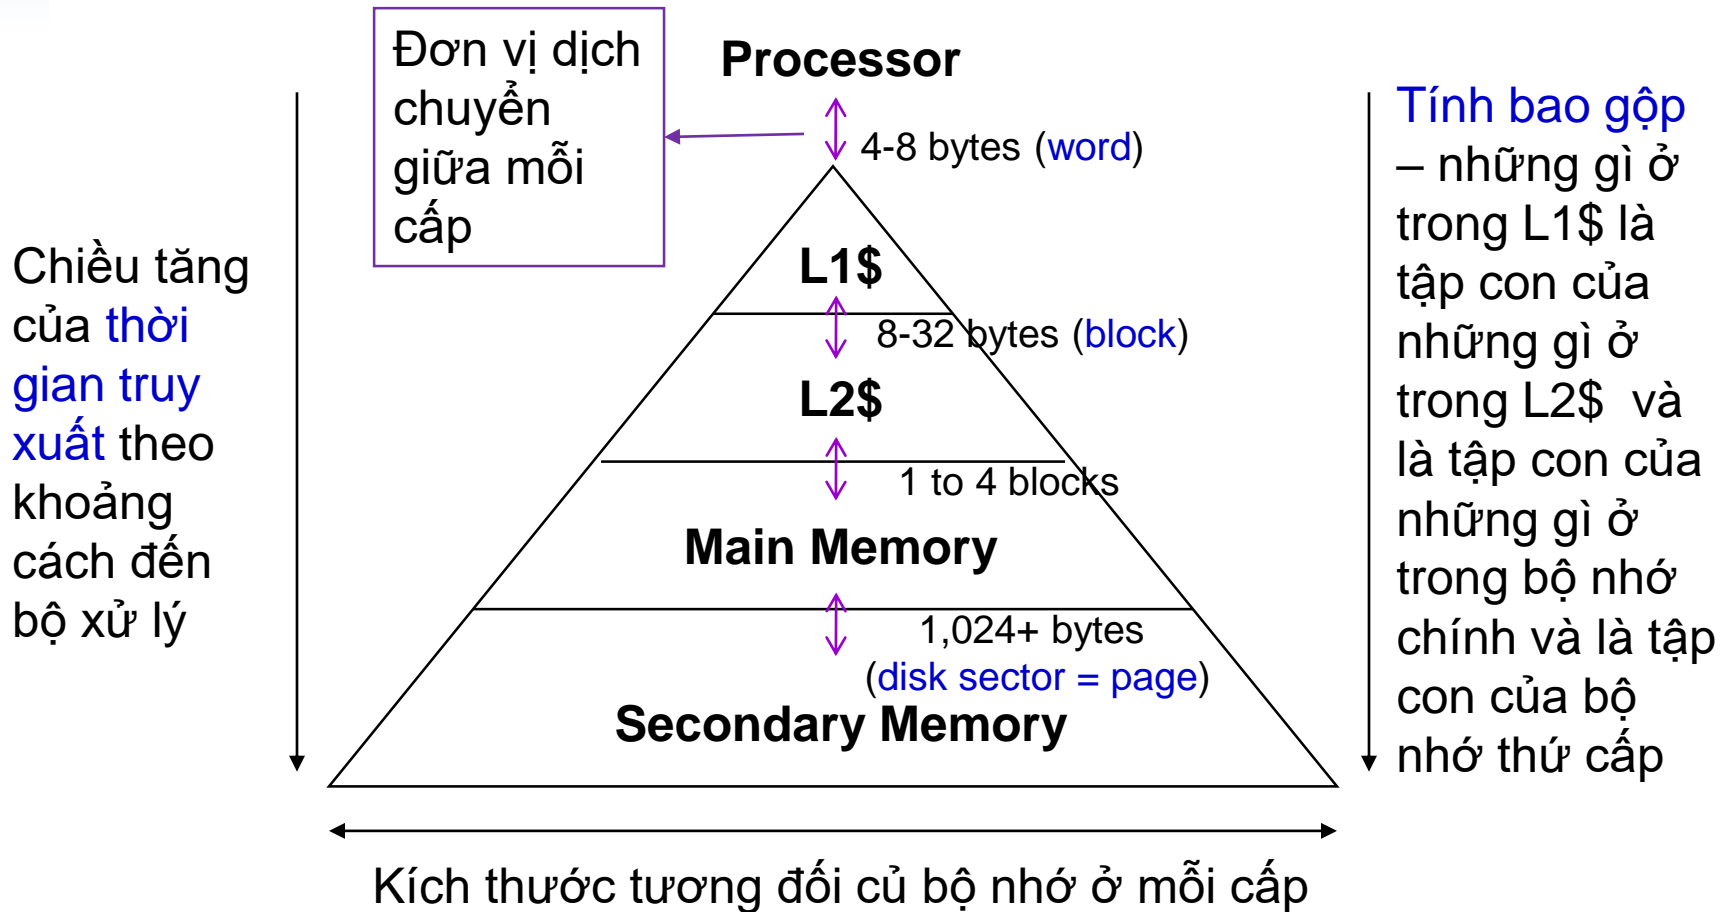 Đơn vị dịch
chuyển
giữa mỗi
cấp
Processor
4-8 bytes (word)
L1$
8-32 bytes (block)
L2$
1 to 4 blocks
Main Memory
1,024+ bytes
(disk sector = page)
Secondary Memory
Chiều tăng
của thời
gian truy
xuất theo
khoảng
cách đến
bộ xử lý
Tính bao gộp
– những gì ở
trong L1$ là
tập con của
những gì ở
trong L2$ và
là tập con của
những gì ở
trong bộ nhớ
chính và là tập
con của bộ
nhớ thứ cấp
Kích thước tương đối củ bộ nhớ ở mỗi cấp